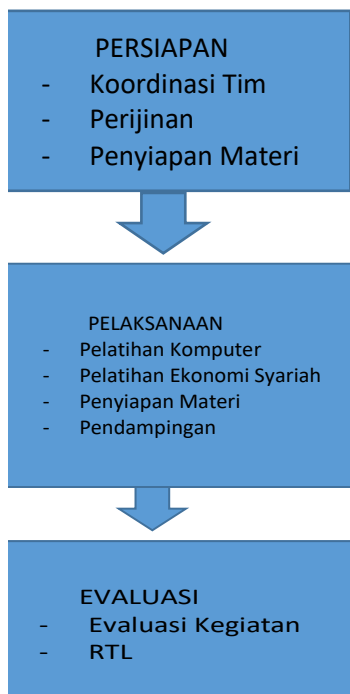 PERSIAPAN
- Koordinasi Tim
- Perijinan
- Penyiapan Materi
PELAKSANAAN
- Pelatihan Komputer
- Pelatihan Ekonomi Syariah
- Penyiapan Materi
- Pendampingan
EVALUASI
- Evaluasi Kegiatan
- RTL